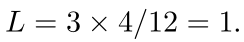 L = 3 × 4/12 = 1.